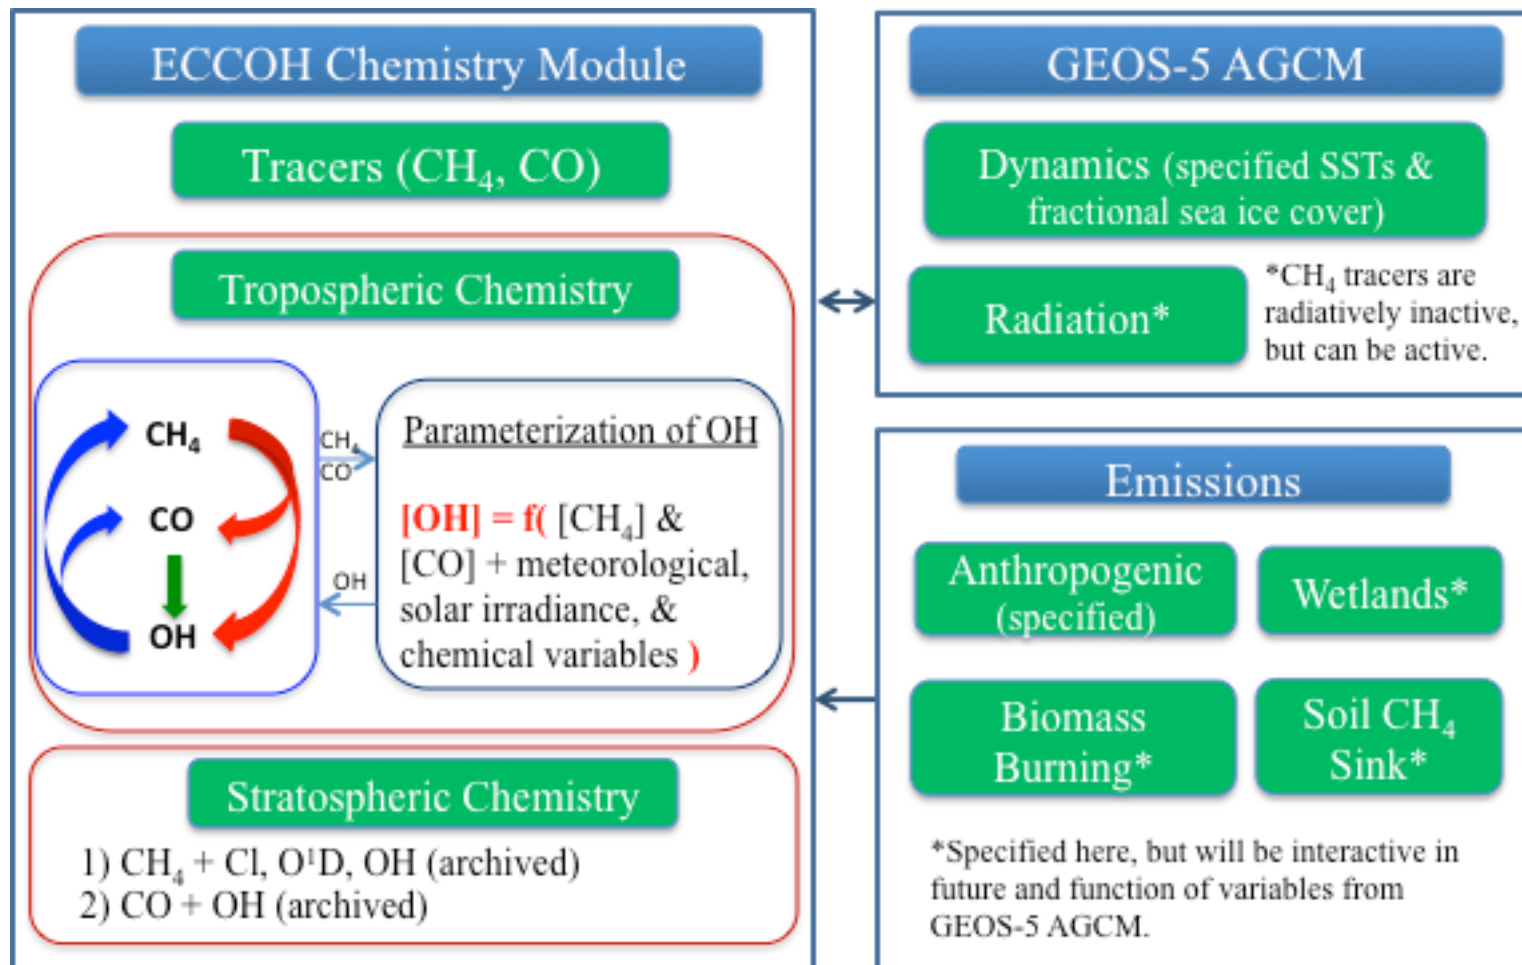 ECCOH Chemistry Module
Tracers (CH₄, CO)
Tropospheric Chemistry
CH₄
CO
OH
CH₄
CO
OH
Parameterization of OH
[OH] = f( [CH₄] &
[CO] + meteorological,
solar irradiance, &
chemical variables )
Stratospheric Chemistry
1) CH₄ + Cl, O¹D, OH (archived)
2) CO + OH (archived)
GEOS-5 AGCM
Dynamics (specified SSTs &
fractional sea ice cover)
Radiation*
*CH₄ tracers are
radiatively inactive,
but can be active.
Emissions
Anthropogenic
(specified)
Wetlands*
Biomass
Burning*
Soil CH₄
Sink*
*Specified here, but will be interactive in
future and function of variables from
GEOS-5 AGCM.